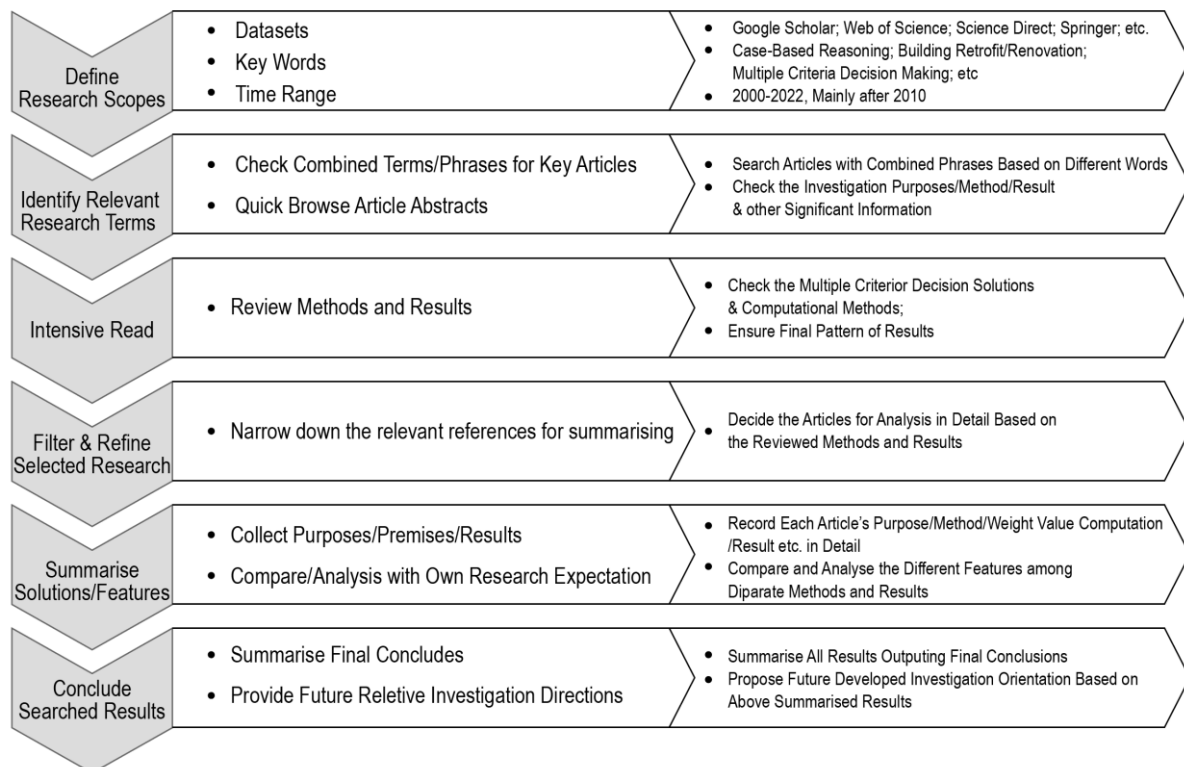 Define
Research Scopes
• Datasets
• Key Words
• Time Range
• Google Scholar; Web of Science; Science Direct; Springer; etc.
• Case-Based Reasoning; Building Retrofit/Renovation;
Multiple Criteria Decision Making; etc
• 2000-2022, Mainly after 2010
Identify Relevant
Research Terms
• Check Combined Terms/Phrases for Key Articles
• Quick Browse Article Abstracts
• Search Articles with Combined Phrases Based on Different Words
• Check the Investigation Purposes/Method/Result
& other Significant Information
Intensive Read
• Review Methods and Results
• Check the Multiple Criterior Decision Solutions
& Computational Methods;
• Ensure Final Pattern of Results
Filter & Refine
Selected Research
• Narrow down the relevant references for summarising
• Decide the Articles for Analysis in Detail Based on
the Reviewed Methods and Results
Summarise
Solutions/Features
• Collect Purposes/Premises/Results
• Compare/Analysis with Own Research Expectation
• Record Each Article's Purpose/Method/Weight Value Computation
/Result etc. in Detail
• Compare and Analyse the Different Features among
Diparate Methods and Results
Conclude
Searched Results
• Summarise Final Concludes
• Provide Future Reletive Investigation Directions
• Summarise All Results Outputing Final Conclusions
• Propose Future Developed Investigation Orientation Based on
Above Summarised Results